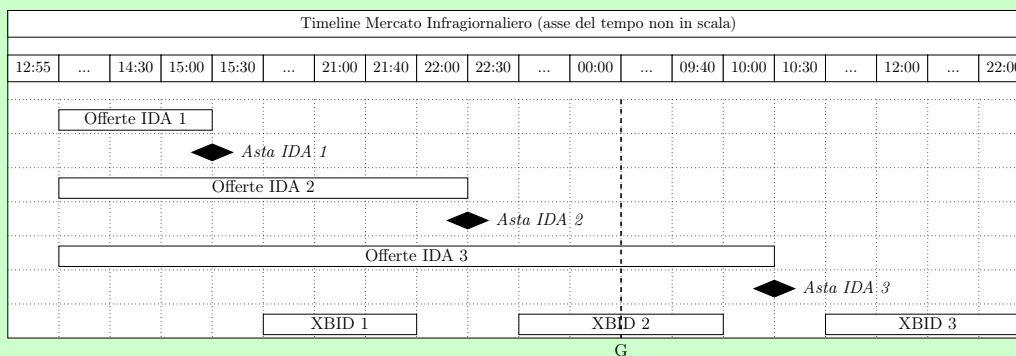 Timeline Mercato Infragiornaliero (asse del tempo non in scala)
12:55 ... 14:30 15:00 15:30 ... 21:00 21:40 22:00 22:30 ... 00:00 ... 09:40 10:00 10:30 ... 12:00 ... 22:00
Offerte IDA 1
Asta IDA 1
Offerte IDA 2
Asta IDA 2
Offerte IDA 3
Asta IDA 3
XBID 1 XBID 2 XBID 3
G